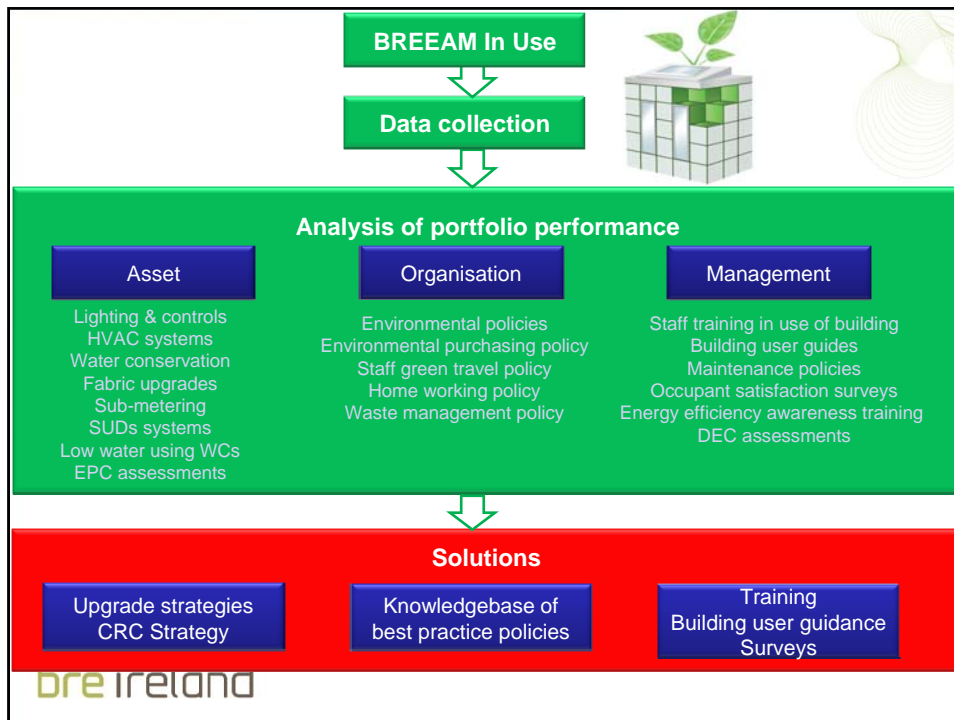 BREEAM In Use
Data collection
Analysis of portfolio performance
Asset
Lighting & controls
HVAC systems
Water conservation
Fabric upgrades
Sub-metering
SUDs systems
Low water using WCs
EPC assessments
Organisation
Environmental policies
Environmental purchasing policy
Staff green travel policy
Home working policy
Waste management policy
Management
Staff training in use of building
Building user guides
Maintenance policies
Occupant satisfaction surveys
Energy efficiency awareness training
DEC assessments
Solutions
Upgrade strategies
CRC Strategy
Knowledgebase of
best practice policies
Training
Building user guidance
Surveys
bre ireland